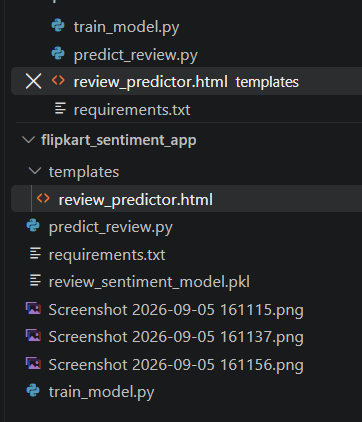 train_model.py
predict_review.py
review_predictor.html templates
requirements.txt
flipkart_sentiment_app
templates
review_predictor.html
predict_review.py
requirements.txt
review_sentiment_model.pkl
Screenshot 2026-09-05 161115.png
Screenshot 2026-09-05 161137.png
Screenshot 2026-09-05 161156.png
train_model.py